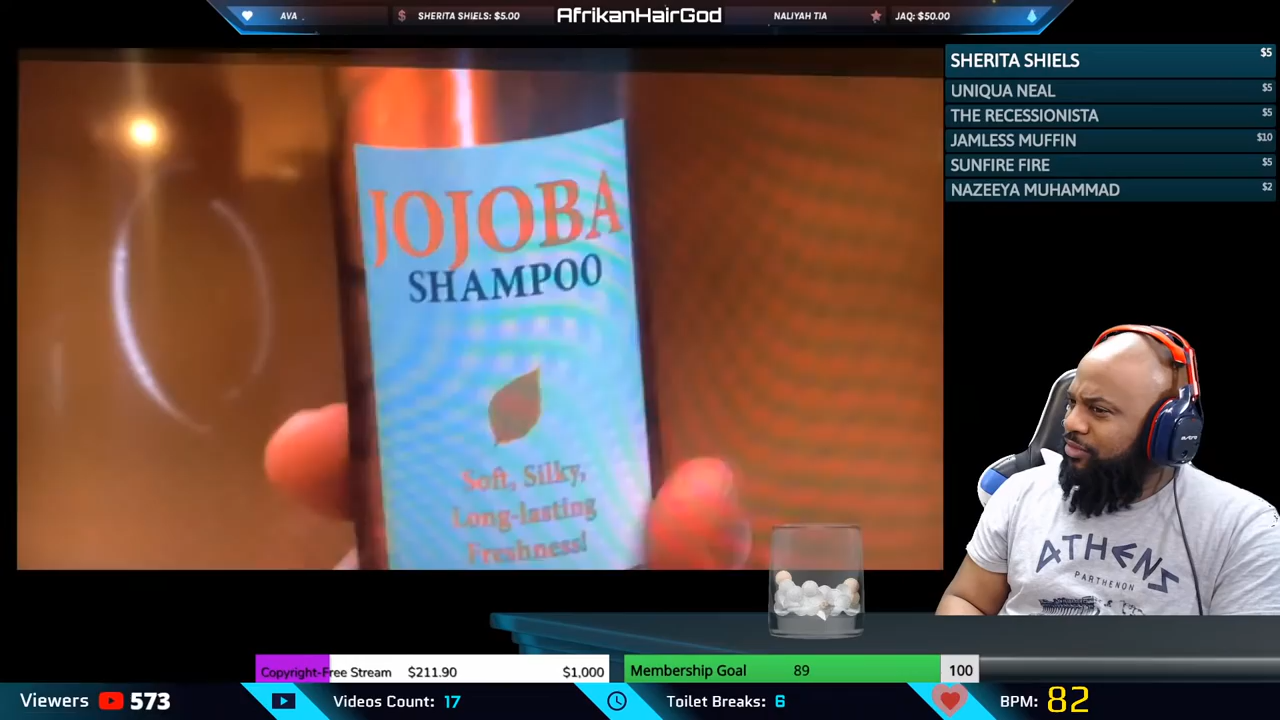 AVA
$ SHERITA SHIELS: $5.00
AfrikanHairGod
NALIYAH TIA
JAQ: $50.00
SHERITA SHIELS $5
UNIQUA NEAL $5
THE RECESSIONISTA $5
JAMLESS MUFFIN $10
SUNFIRE FIRE $5
NAZEEYA MUHAMMAD $2
JOJOBA
SHAMPOO
Soft, Silky,
Long-lasting
Freshness!
ASTRO
ATHENS
PARTHENON
Copyright-Free Stream $211.90 $1,000
Membership Goal 89 100
Viewers 573
Videos Count: 17
Toilet Breaks: 6
BPM: 82